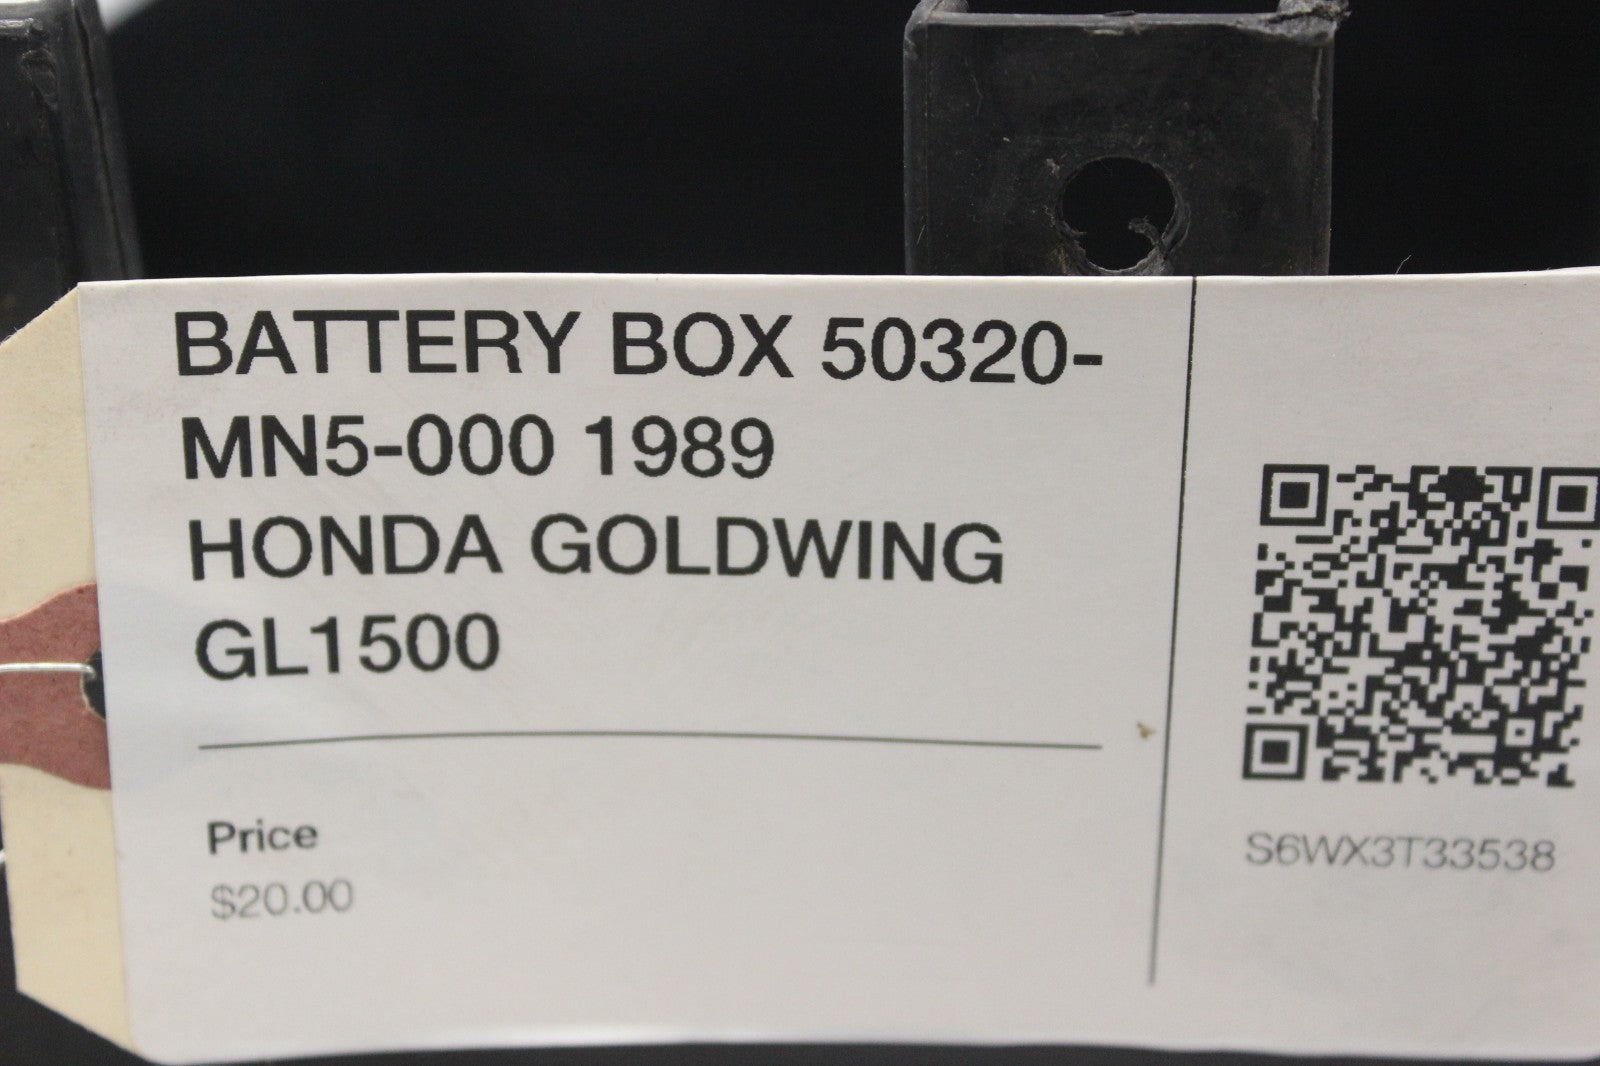 BATTERY BOX 50320-
MN5-000 1989
HONDA GOLDWING
GL1500
Price
$20.00
S6WX3T33538